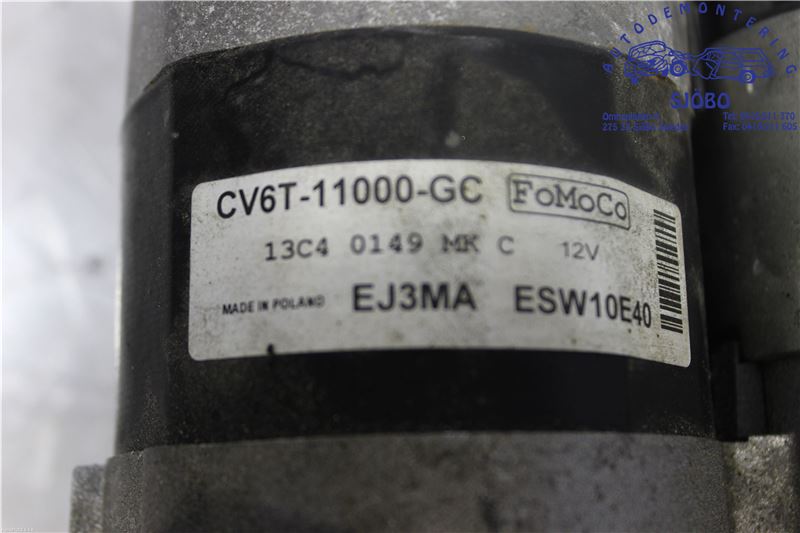 AUTODEMONTERING
SJÖBO
CV6T-11000-GC FoMoCo
13C4 0149 MK C 12V
MADE IN POLAND EJ3MA ESW10E40